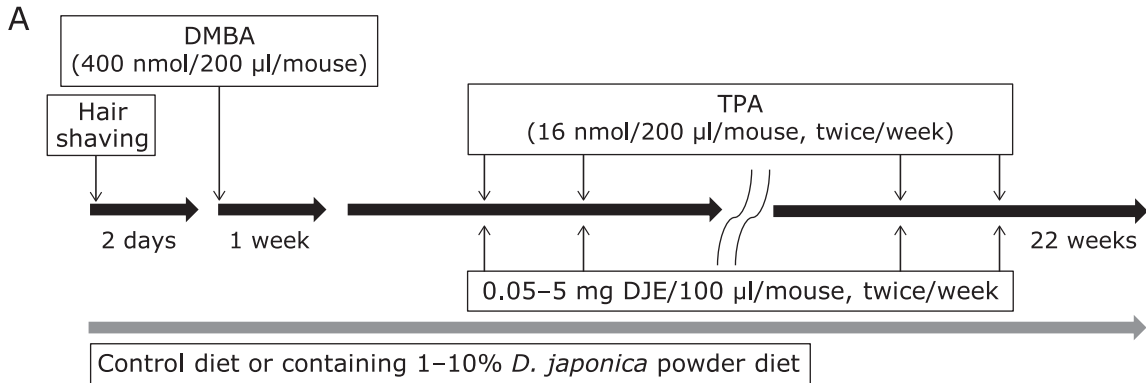 A
DMBA
(400 nmol/200 μl/mouse)
Hair
shaving
TPA
(16 nmol/200 μl/mouse, twice/week)
2 days
1 week
22 weeks
0.05–5 mg DJE/100 μl/mouse, twice/week
Control diet or containing 1–10% D. japonica powder diet